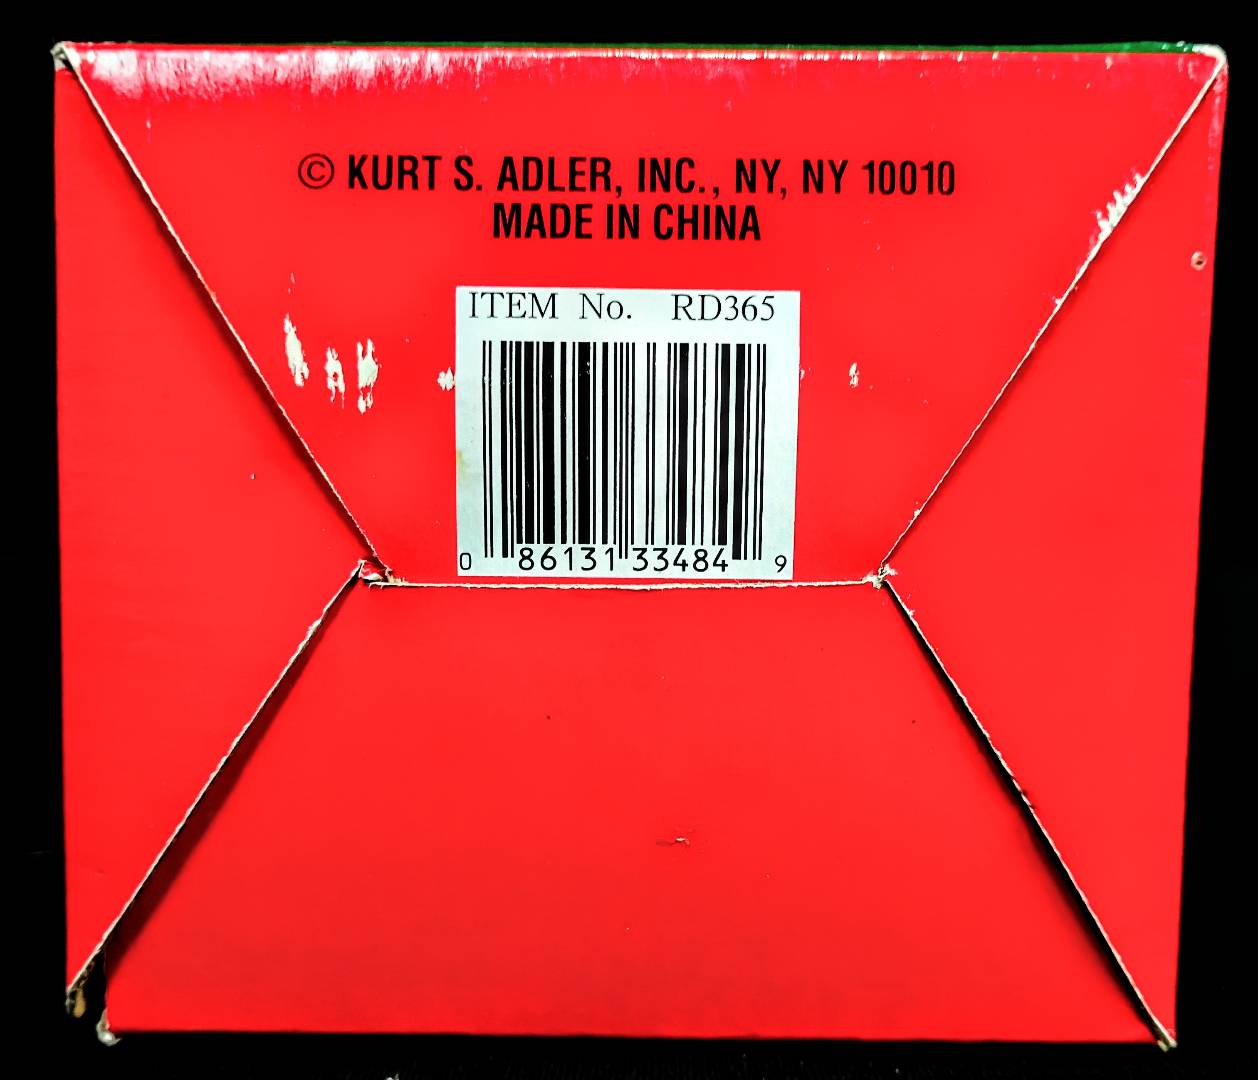 © KURT S. ADLER, INC., NY, NY 10010
MADE IN CHINA
ITEM No. RD365
0 86131 33484 9